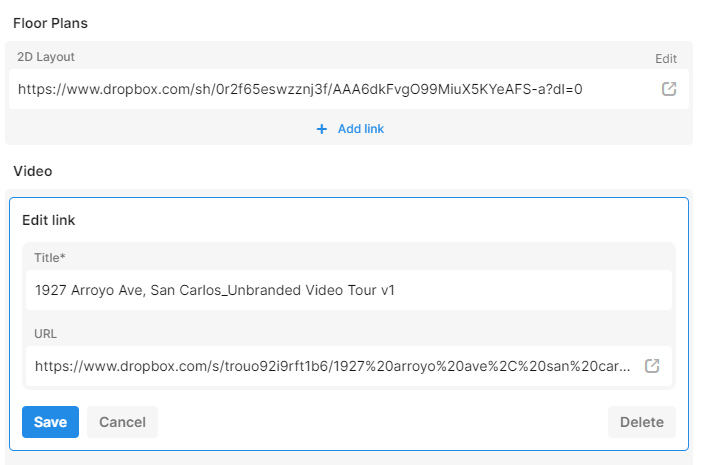 Floor Plans
2D Layout Edit
https://www.dropbox.com/sh/0r2f65eswzznj3f/AAA6dkFvgO99MiuX5KYeAFS-a?dl=0
+ Add link
Video
Edit link
Title*
1927 Arroyo Ave, San Carlos_Unbranded Video Tour v1
URL
https://www.dropbox.com/s/trouo92i9rft1b6/1927%20arroyo%20ave%2C%20san%20car...
Save Cancel Delete